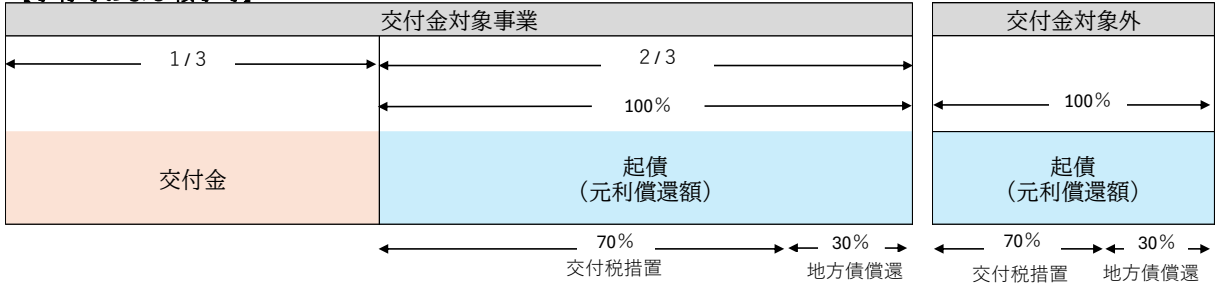 交付金対象事業
交付金対象外
1/3
2/3
100%
100%
交付金
起債
(元利償還額)
起債
(元利償還額)
70%
30%
70%
30%
交付税措置
地方債償還
交付税措置
地方債償還